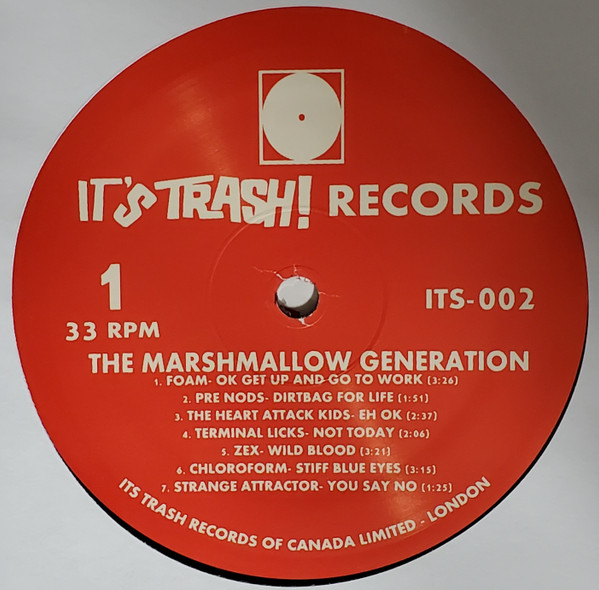 IT'S TRASH! RECORDS
1
33 RPM
ITS-002
THE MARSHMALLOW GENERATION
1. FOAM- OK GET UP AND GO TO WORK (3:26)
2. PRE NODS- DIRTBAG FOR LIFE (1:51)
3. THE HEART ATTACK KIDS- EH OK (2:37)
4. TERMINAL LICKS- NOT TODAY (2:06)
5. ZEX- WILD BLOOD (3:21)
6. CHLOROFORM- STIFF BLUE EYES (3:15)
7. STRANGE ATTRACTOR- YOU SAY NO (1:25)
ITS TRASH RECORDS OF CANADA LIMITED - LONDON